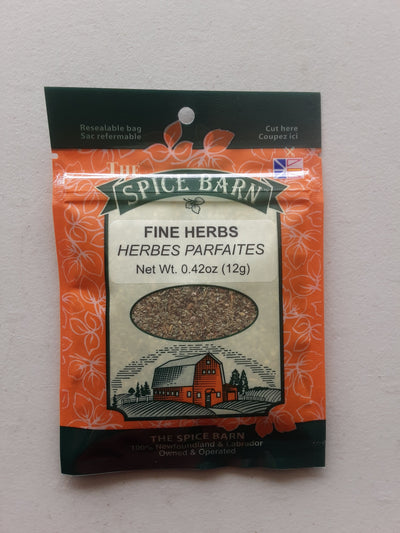 Resealable bag Cut here
Sac refermable Coupez ici
THE
SPICE BARN
FINE HERBS
HERBES PARFAITES
Net Wt. 0.42oz (12g)
THE SPICE BARN
100% Newfoundland & Labrador
Owned & Operated